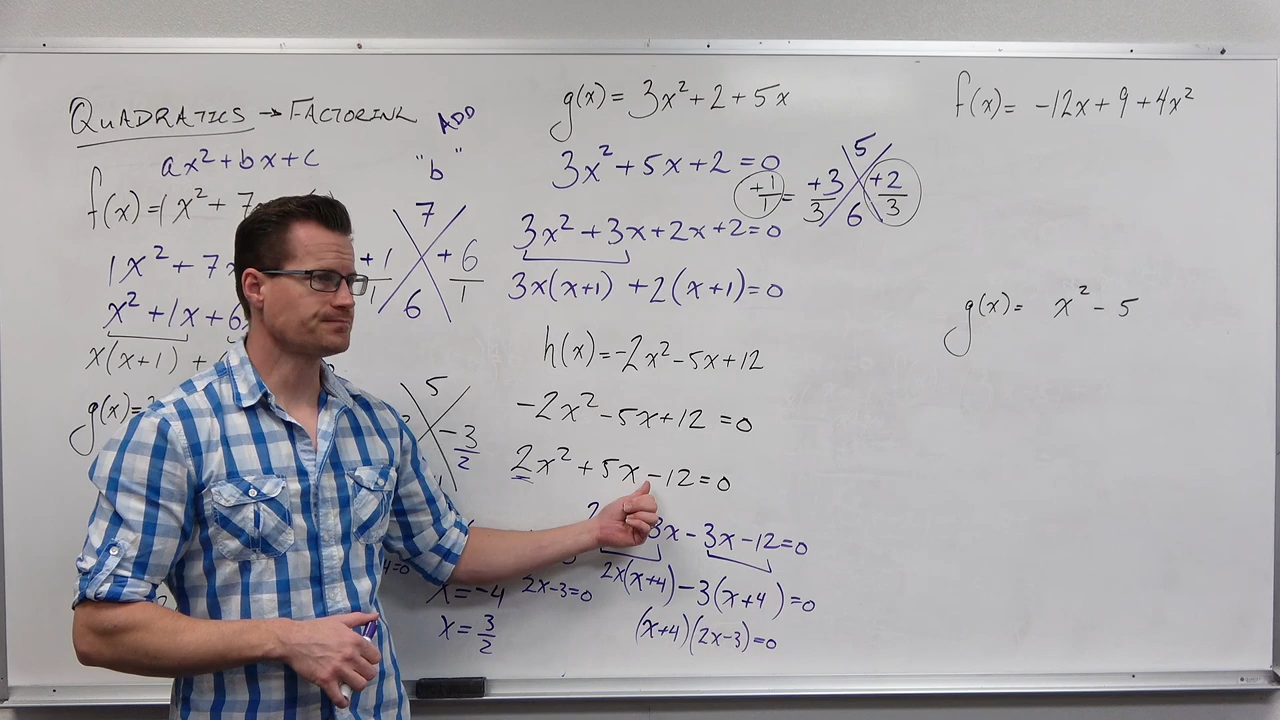 QUADRATICS → FACTORING
ADD
ax² + bx + c
"b"
f(x) = 1x² + 7
1x² + 7x
x² + 1x + 6
x(x+1) +
7
+1/1 +6/1
6
g(x) =
5
-3/2
=0
x = -4
x = 3/2
g(x) = 3x² + 2 + 5x
3x² + 5x + 2 = 0
5
+1/1 = +3/3 +2/3
6
3x² + 3x + 2x + 2 = 0
3x(x+1) + 2(x+1) = 0
h(x) = -2x² - 5x + 12
-2x² - 5x + 12 = 0
2x² + 5x - 12 = 0
8x - 3x - 12 = 0
2x(x+4) - 3(x+4) = 0
2x-3=0
(x+4)(2x-3) = 0
f(x) = -12x + 9 + 4x²
g(x) = x² - 5